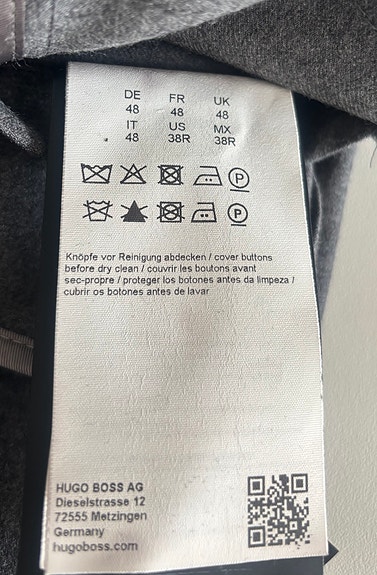 DE FR UK
48 48 48
IT US MX
48 38R 38R
P
P
Knöpfe vor Reinigung abdecken / cover buttons
before dry clean / couvrir les boutons avant
sec-propre / proteger los botones antes da limpeza /
cubrir os botones antes de lavar
HUGO BOSS AG
Dieselstrasse 12
72555 Metzingen
Germany
hugoboss.com